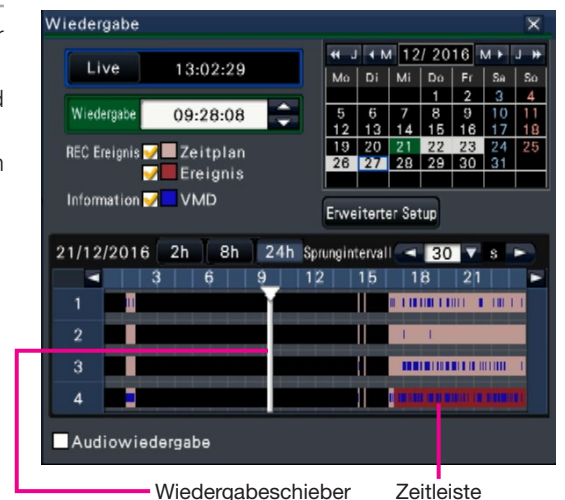 Wiedergabe
Live 13:02:29
Wiedergabe 09:28:08
REC Ereignis Zeitplan
Ereignis
Information VMD
J M 12/ 2016 M J
Mo Di Mi Do Fr Sa So
1 2 3 4
5 6 7 8 9 10 11
12 13 14 15 16 17 18
19 20 21 22 23 24 25
26 27 28 29 30 31
Erweiterter Setup
21/12/2016 2h 8h 24h Sprungintervall 30 s
3 6 9 12 15 18 21
1
2
3
4
Audiowiedergabe
Wiedergabeschieber Zeitleiste